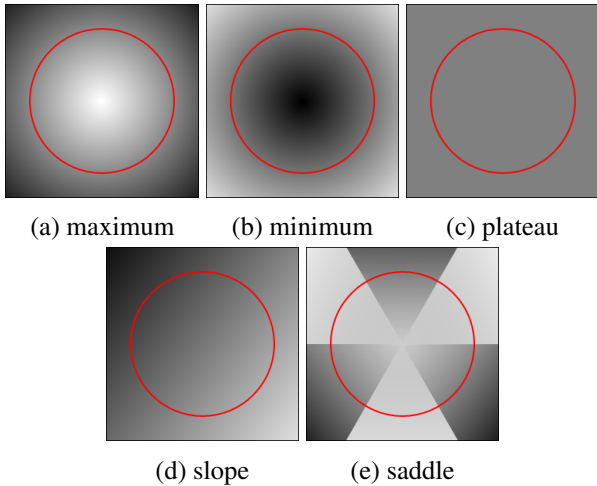 (a) maximum
(b) minimum
(c) plateau
(d) slope
(e) saddle